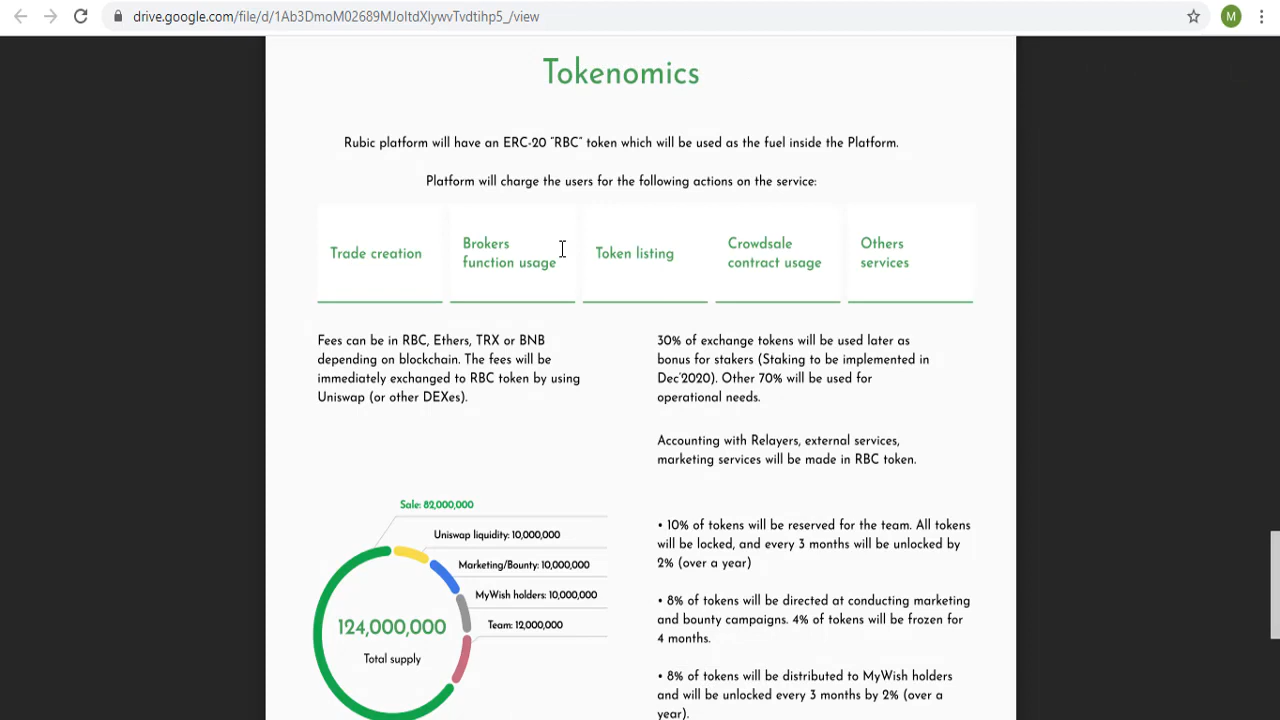 drive.google.com/file/d/1Ab3DmoM02689MJoltdXlywvTvdtihp5_/view
M
Tokenomics
Rubic platform will have an ERC-20 “RBC” token which will be used as the fuel inside the Platform.
Platform will charge the users for the following actions on the service:
Trade creation
Brokers
function usage
Token listing
Crowdsale
contract usage
Others
services
Fees can be in RBC, Ethers, TRX or BNB
depending on blockchain. The fees will be
immediately exchanged to RBC token by using
Uniswap (or other DEXes).
30% of exchange tokens will be used later as
bonus for stakers (Staking to be implemented in
Dec’2020). Other 70% will be used for
operational needs.
Accounting with Relayers, external services,
marketing services will be made in RBC token.
Sale: 82,000,000
Uniswap liquidity: 10,000,000
Marketing/Bounty: 10,000,000
MyWish holders: 10,000,000
Team: 12,000,000
124,000,000
Total supply
• 10% of tokens will be reserved for the team. All tokens
will be locked, and every 3 months will be unlocked by
2% (over a year)
• 8% of tokens will be directed at conducting marketing
and bounty campaigns. 4% of tokens will be frozen for
4 months.
• 8% of tokens will be distributed to MyWish holders
and will be unlocked every 3 months by 2% (over a
year).